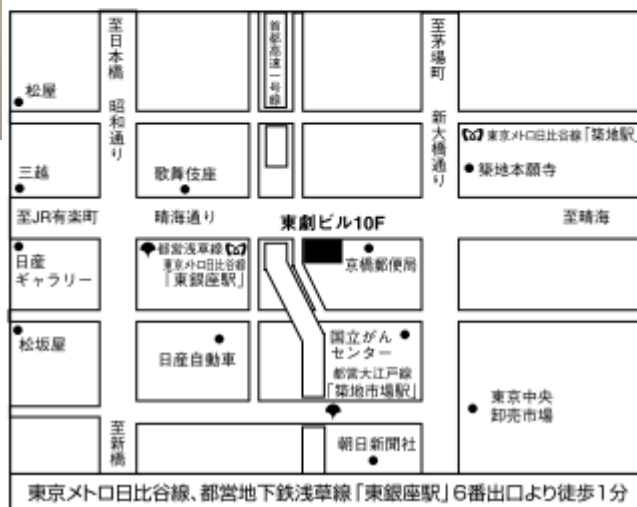 至日本橋
昭和通り
首都高速一号線
至茅場町
新大橋通り
松屋
東京メトロ日比谷線「築地駅」
三越
歌舞伎座
築地本願寺
至JR有楽町
晴海通り
東劇ビル10F
至晴海
日産
ギャラリー
都営浅草線
東京メトロ日比谷線
「東銀座駅」
京橋郵便局
松坂屋
日産自動車
国立がん
センター
都営大江戸線
「築地市場駅」
東京中央
卸売市場
至新橋
朝日新聞社
東京メトロ日比谷線、都営地下鉄浅草線「東銀座駅」6番出口より徒歩1分